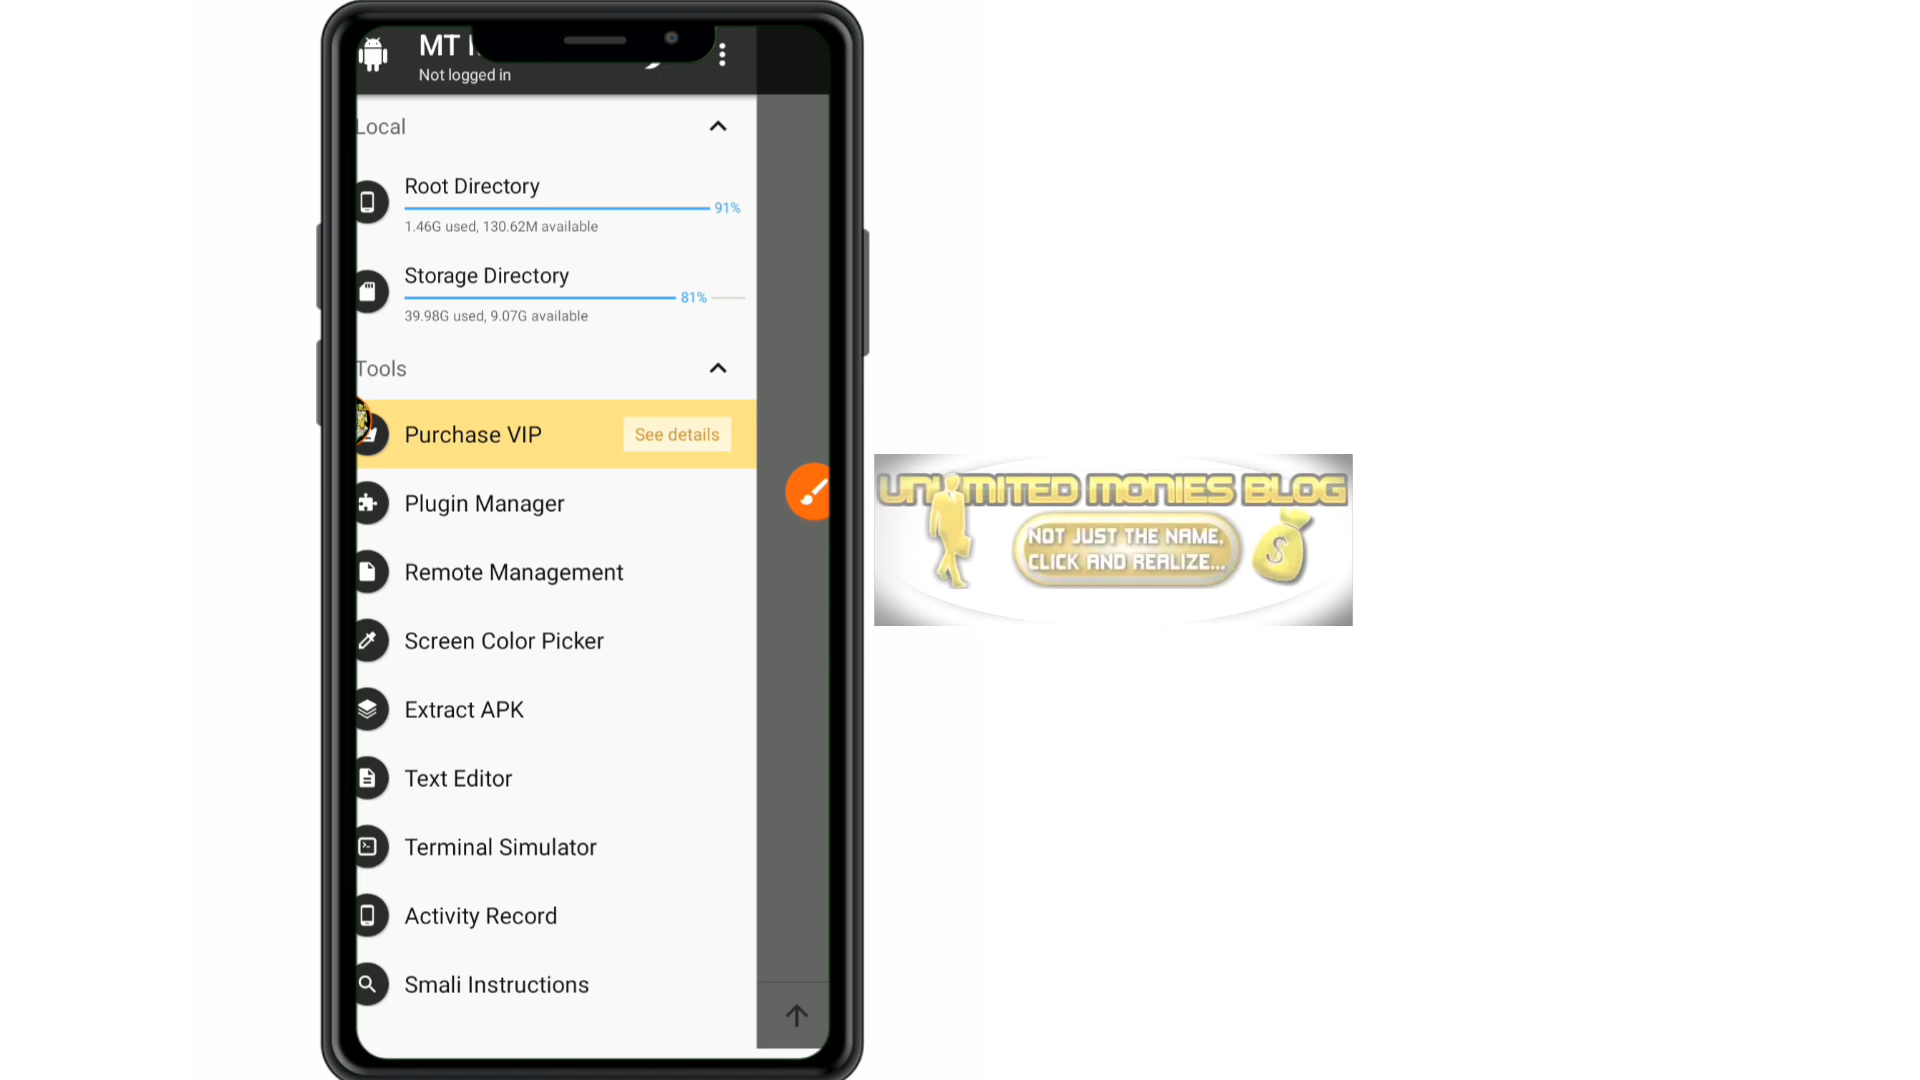 MT
Not logged in
Local
Root Directory
91%
1.46G used, 130.62M available
Storage Directory
81%
39.98G used, 9.07G available
Tools
Purchase VIP
See details
Plugin Manager
Remote Management
Screen Color Picker
Extract APK
Text Editor
Terminal Simulator
Activity Record
Smali Instructions
UNLIMITED MONIES BLOG
NOT JUST THE NAME,
CLICK AND REALIZE...
$